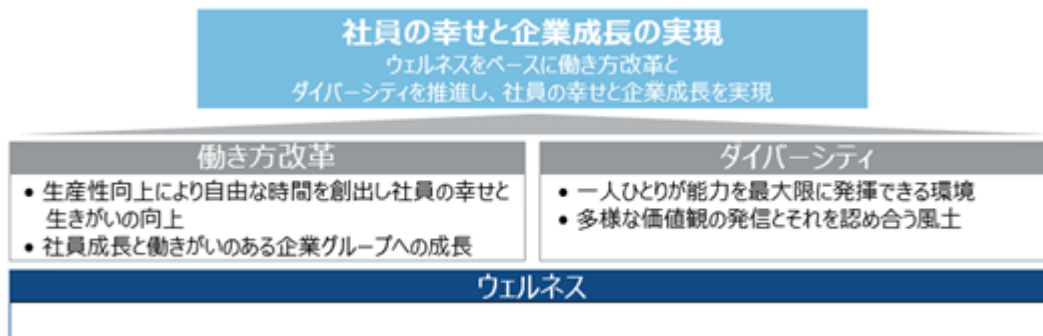 社員の幸せと企業成長の実現
ウェルネスをベースに働き方改革と
ダイバーシティを推進し、社員の幸せと企業成長を実現
働き方改革
• 生産性向上により自由な時間を創出し社員の幸せと
生きがいの向上
• 社員成長と働きがいのある企業グループへの成長
ダイバーシティ
• 一人ひとりが能力を最大限に発揮できる環境
• 多様な価値観の発信とそれを認め合う風土
ウェルネス